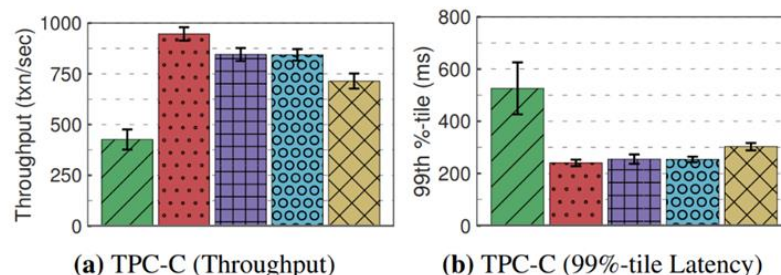 1000
750
500
250
0
Throughput (txn/sec)
(a) TPC-C (Throughput)
800
600
400
200
0
99th %-tile (ms)
(b) TPC-C (99%-tile Latency)